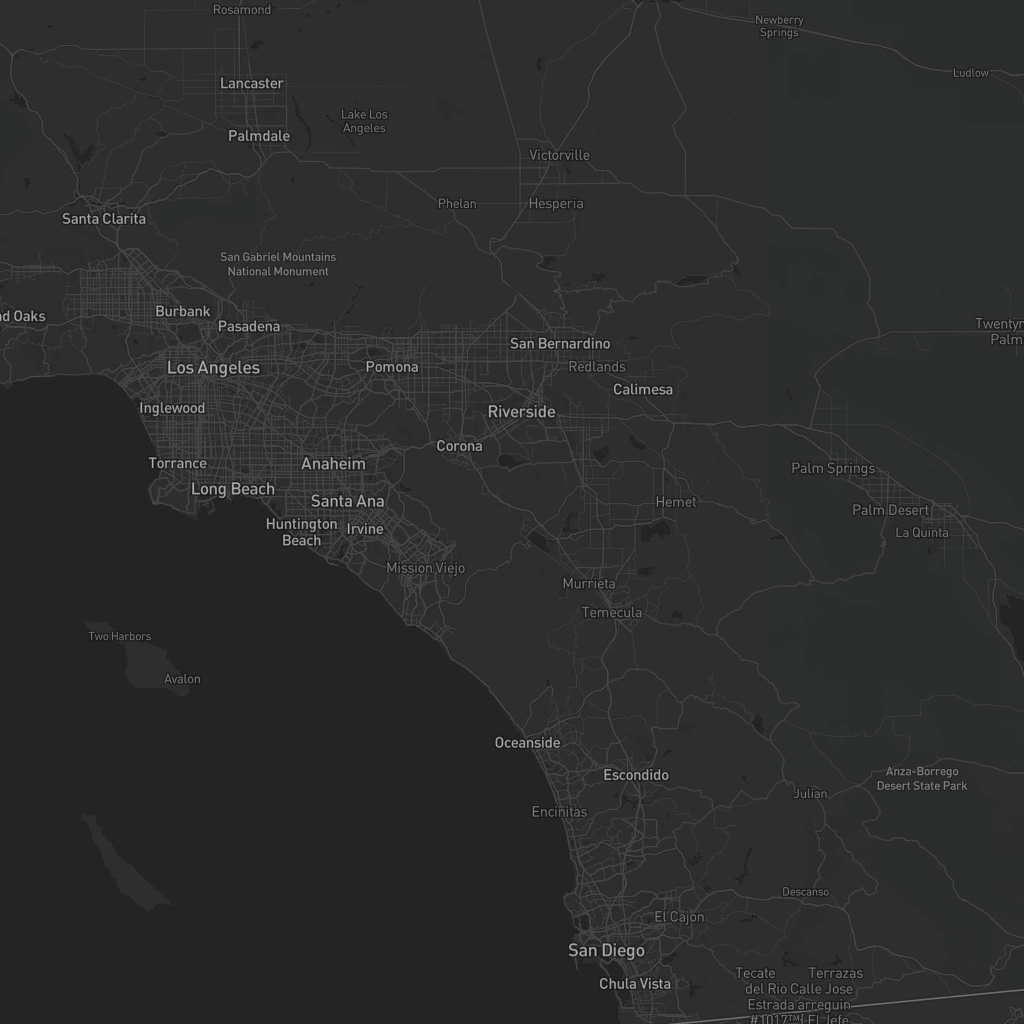 Rosamond
Newberry
Springs
Ludlow
Lancaster
Lake Los
Angeles
Palmdale
Victorville
Phelan
Hesperia
Santa Clarita
San Gabriel Mountains
National Monument
Burbank
d Oaks
Pasadena
Twentyn
Palm
San Bernardino
Los Angeles
Pomona
Redlands
Calimesa
Inglewood
Riverside
Corona
Torrance
Anaheim
Palm Springs
Long Beach
Santa Ana
Hemet
Palm Desert
Huntington
Beach
Irvine
La Quinta
Mission Viejo
Murrieta
Temecula
Two Harbors
Avalon
Oceanside
Escondido
Anza-Borrego
Desert State Park
Julian
Encinitas
Descanso
El Cajon
San Diego
Chula Vista
Tecate
Terrazas
del Rio Calle Jose
Estrada arreguin
#1017™( El Jefe